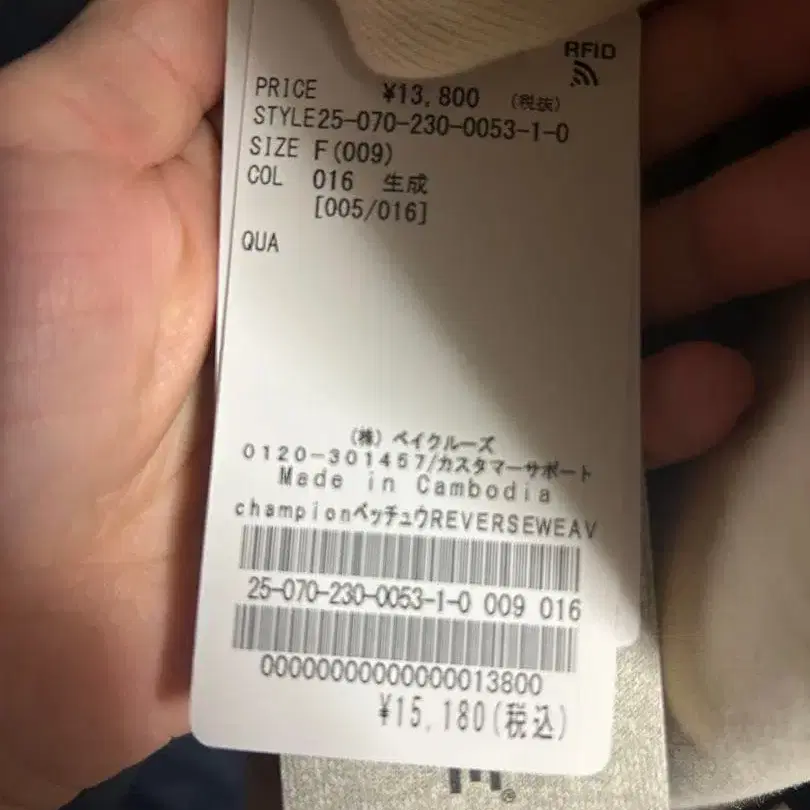 RFID
PRICE ¥13,800 (税抜)
STYLE25-070-230-0053-1-0
SIZE F(009)
COL 016 生成
[005/016]
QUA
(株) ベイクルーズ
0120-301457/カスタマーサポート
Made in Cambodia
championベッチュウREVERSEWEAV
25-070-230-0053-1-0 009 016
00000000000000013800
¥15,180(税込)